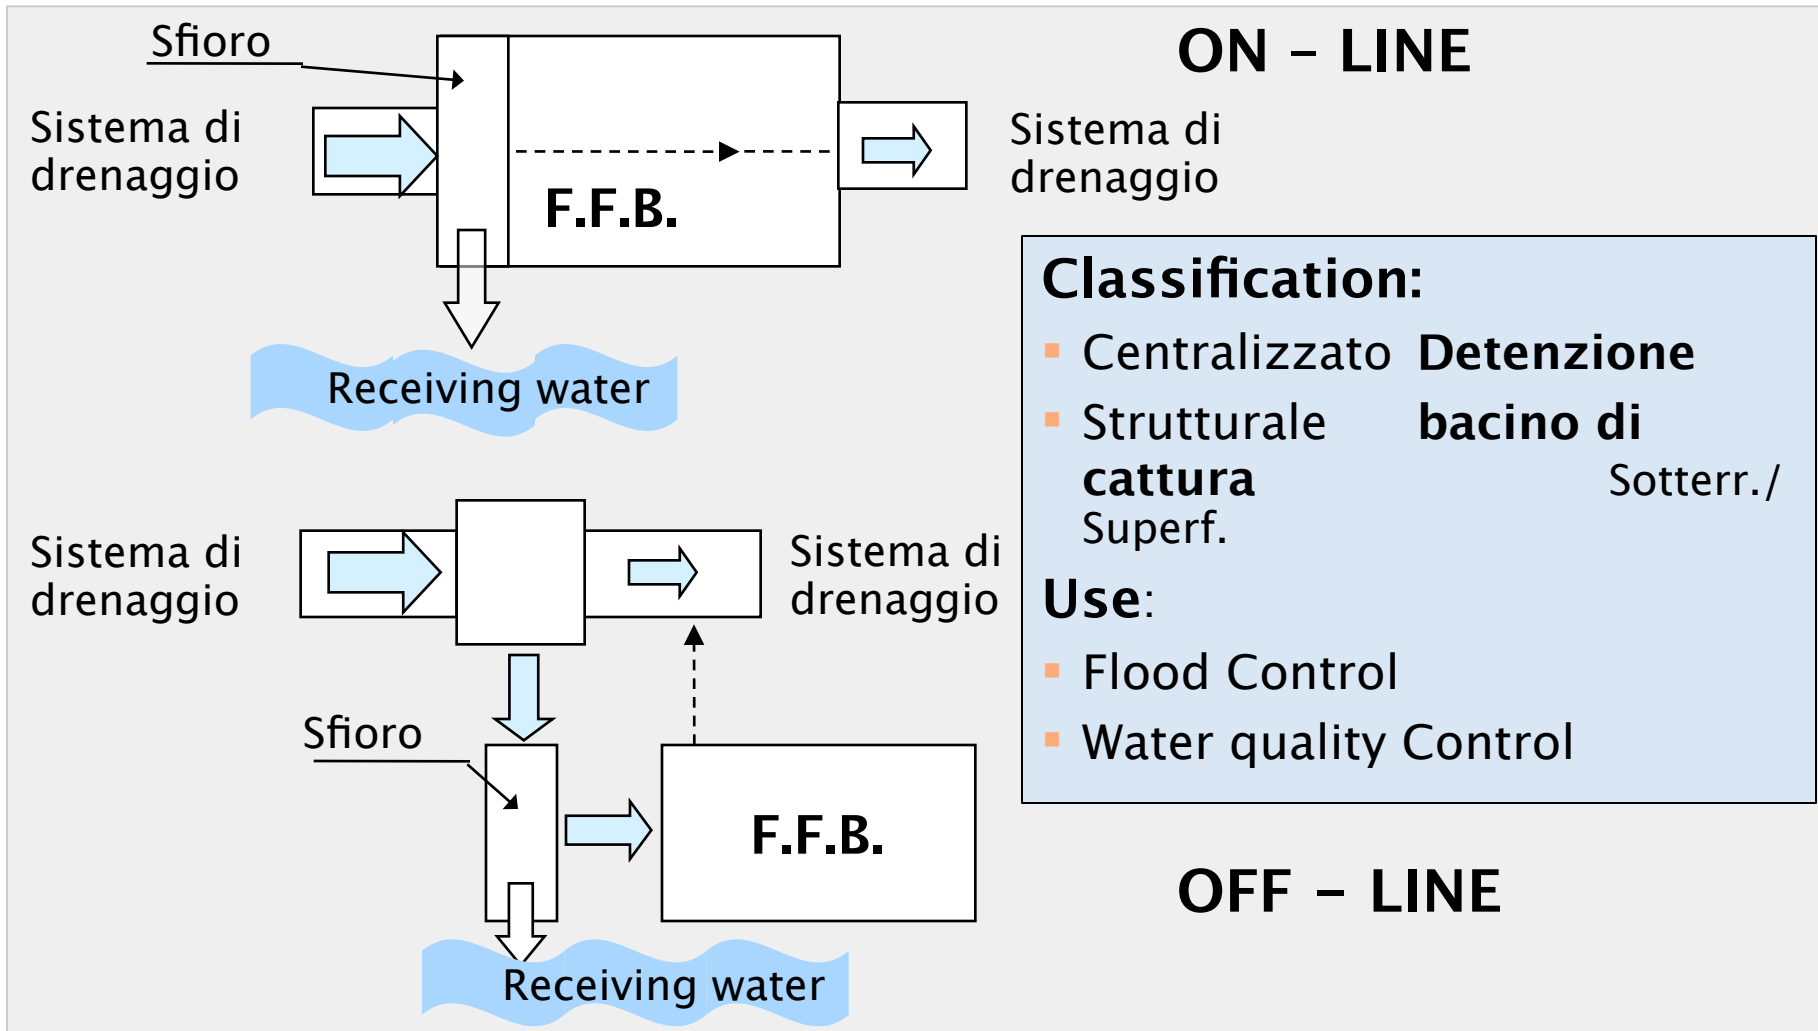 Sfioro
ON – LINE
Sistema di
drenaggio
F.F.B.
Sistema di
drenaggio
Receiving water
Classification:
Centralizzato Detenzione
Strutturale bacino di
cattura Sotterr./
Superf.
Use:
Flood Control
Water quality Control
Sistema di
drenaggio
Sistema di
drenaggio
Sfioro
F.F.B.
OFF – LINE
Receiving water